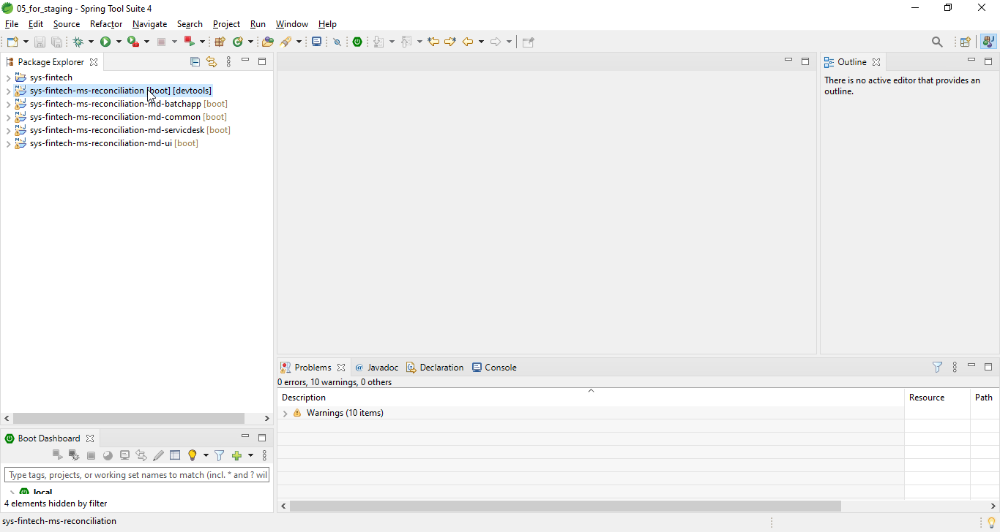 05_for_staging - Spring Tool Suite 4
File Edit Source Refactor Navigate Search Project Run Window Help
Package Explorer
sys-fintech
sys-fintech-ms-reconciliation [boot] [devtools]
sys-fintech-ms-reconciliation-md-batchapp [boot]
sys-fintech-ms-reconciliation-md-common [boot]
sys-fintech-ms-reconciliation-md-servicdesk [boot]
sys-fintech-ms-reconciliation-md-ui [boot]
Outline
There is no active editor that provides an
outline.
Problems @ Javadoc Declaration Console
0 errors, 10 warnings, 0 others
Description Resource Path
Warnings (10 items)
Boot Dashboard
Type tags, projects, or working set names to match (incl. * and ? wil
local
4 elements hidden by filter
sys-fintech-ms-reconciliation